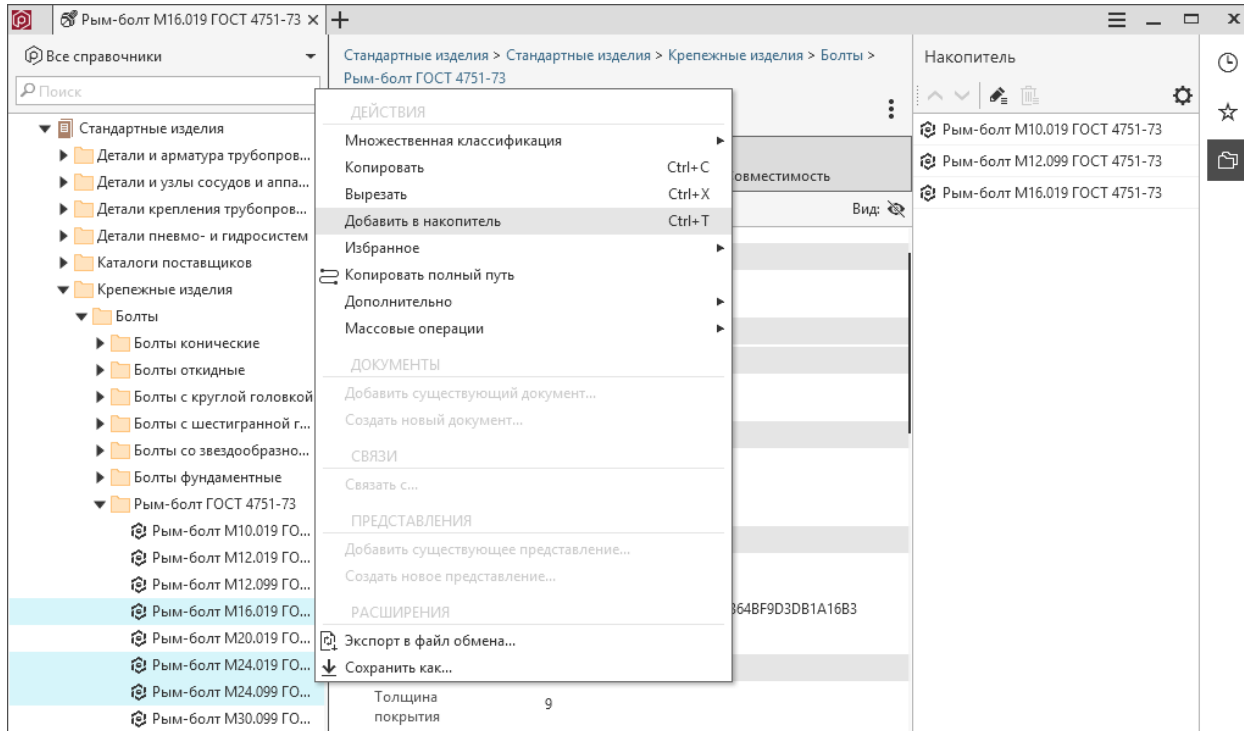 Рым-болт М16.019 ГОСТ 4751-73
Все справочники
Поиск
Стандартные изделия
Детали и арматура трубопров...
Детали и узлы сосудов и аппа...
Детали крепления трубопров...
Детали пневмо- и гидросистем
Каталоги поставщиков
Крепежные изделия
Болты
Болты конические
Болты откидные
Болты с круглой головкой
Болты с шестигранной г...
Болты со звездообразно...
Болты фундаментные
Рым-болт ГОСТ 4751-73
Рым-болт М10.019 ГО...
Рым-болт М12.019 ГО...
Рым-болт М12.099 ГО...
Рым-болт М16.019 ГО...
Рым-болт М20.019 ГО...
Рым-болт М24.019 ГО...
Рым-болт М24.099 ГО...
Рым-болт М30.099 ГО...
Стандартные изделия > Стандартные изделия > Крепежные изделия > Болты >
Рым-болт ГОСТ 4751-73
ДЕЙСТВИЯ
Множественная классификация
Копировать Ctrl+C
Вырезать Ctrl+X
Добавить в накопитель Ctrl+T
Избранное
Копировать полный путь
Дополнительно
Массовые операции
ДОКУМЕНТЫ
Добавить существующий документ...
Создать новый документ...
СВЯЗИ
Связать с...
ПРЕДСТАВЛЕНИЯ
Добавить существующее представление...
Создать новое представление...
РАСШИРЕНИЯ
Экспорт в файл обмена...
Сохранить как...
овместимость
Вид:
364BF9D3DB1A16B3
Толщина
покрытия
9
Накопитель
Рым-болт М10.019 ГОСТ 4751-73
Рым-болт М12.099 ГОСТ 4751-73
Рым-болт М16.019 ГОСТ 4751-73